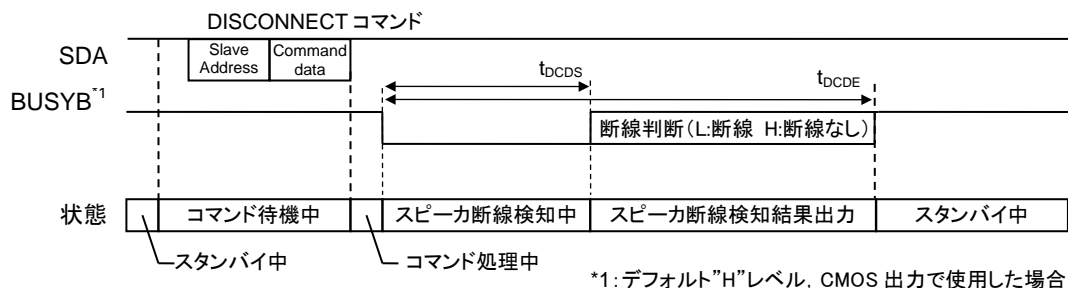 DISCONNECT コマンド
SDA
Slave Address
Command data
tDCDS
tDCDE
BUSYB*1
断線判断(L:断線 H:断線なし)
状態
コマンド待機中
スピーカ断線検知中
スピーカ断線検知結果出力
スタンバイ中
スタンバイ中
コマンド処理中
*1:デフォルト"H"レベル, CMOS 出力で使用した場合